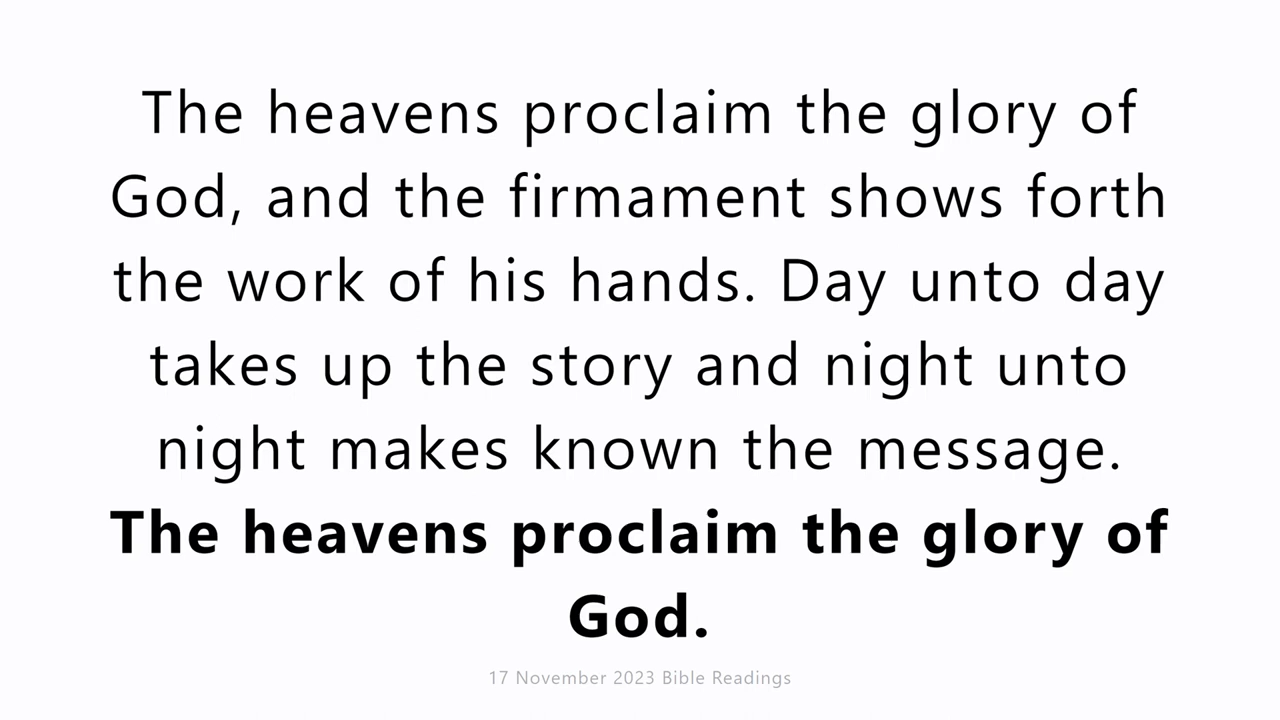 The heavens proclaim the glory of
God, and the firmament shows forth
the work of his hands. Day unto day
takes up the story and night unto
night makes known the message.
The heavens proclaim the glory of
God.
17 November 2023 Bible Readings